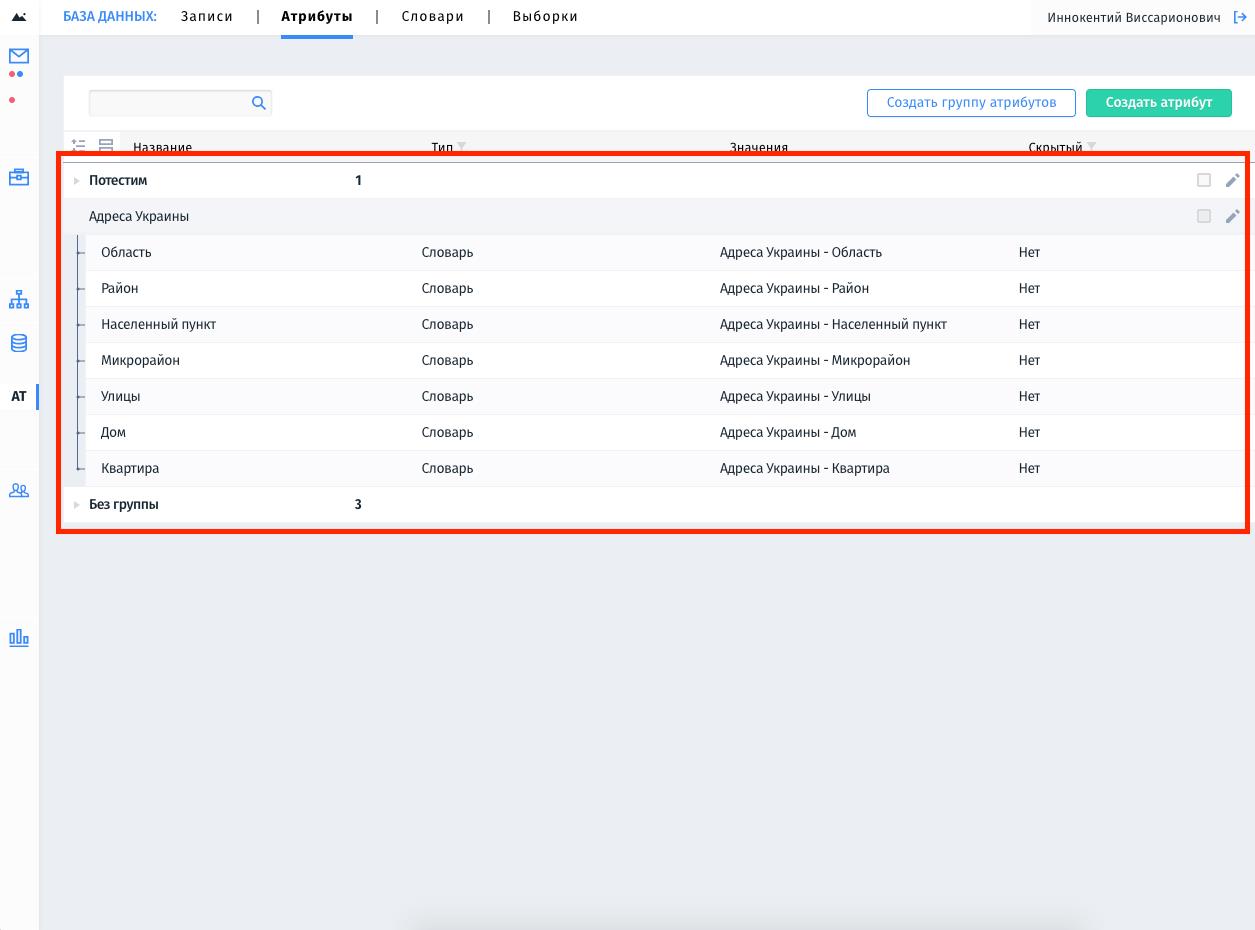 БАЗА ДАННЫХ: Записи | Атрибуты | Словари | Выборки Иннокентий Виссарионович
Создать группу атрибутов Создать атрибут
Название Тип Значения Скрытый
Потестим 1
Адреса Украины
Область Словарь Адреса Украины - Область Нет
Район Словарь Адреса Украины - Район Нет
Населенный пункт Словарь Адреса Украины - Населенный пункт Нет
Микрорайон Словарь Адреса Украины - Микрорайон Нет
АТ
Улицы Словарь Адреса Украины - Улицы Нет
Дом Словарь Адреса Украины - Дом Нет
Квартира Словарь Адреса Украины - Квартира Нет
Без группы 3